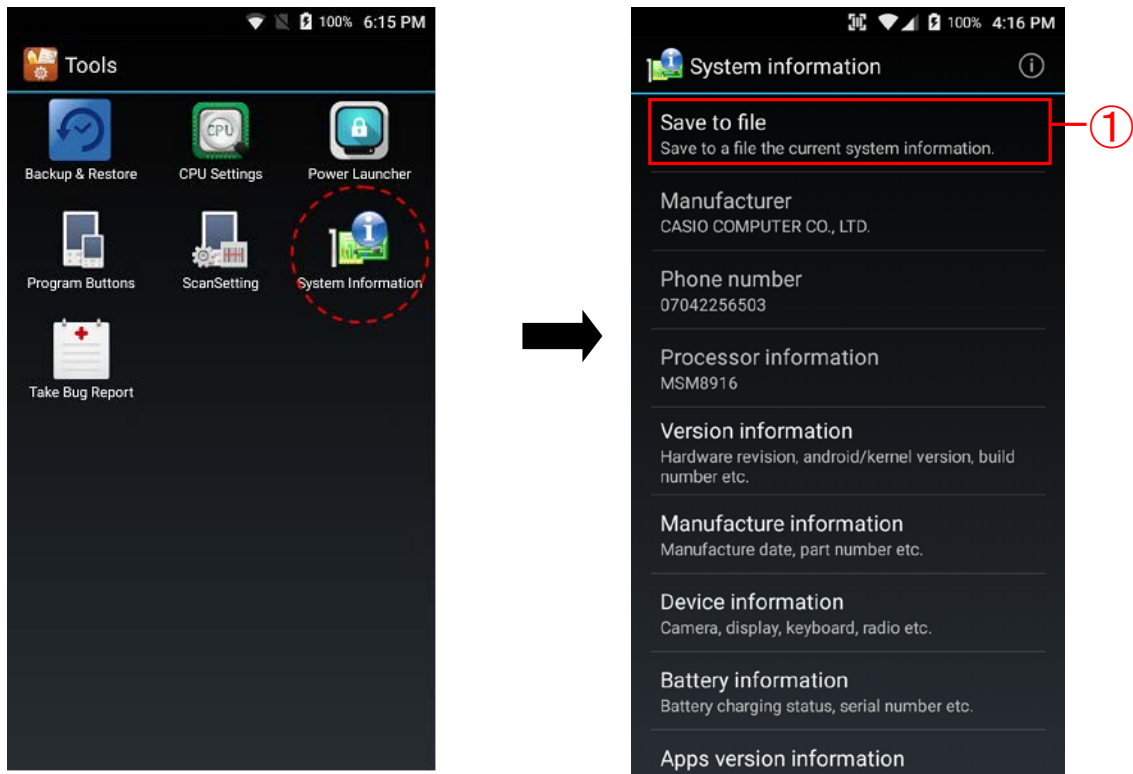 100% 6:15 PM
Tools
CPU
Backup & Restore
CPU Settings
Power Launcher
Program Buttons
ScanSetting
System Information
Take Bug Report
100% 4:16 PM
System information
Save to file
Save to a file the current system information.
①
Manufacturer
CASIO COMPUTER CO., LTD.
Phone number
07042256503
Processor information
MSM8916
Version information
Hardware revision, android/kernel version, build
number etc.
Manufacture information
Manufacture date, part number etc.
Device information
Camera, display, keyboard, radio etc.
Battery information
Battery charging status, serial number etc.
Apps version information